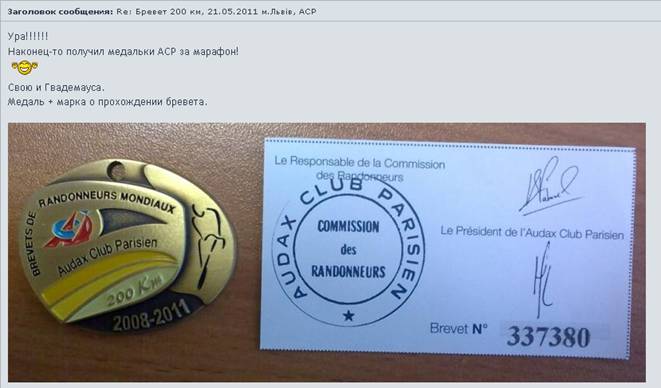 Заголовок сообщения: Re: Бревет 200 км, 21.05.2011 м.Львів, АСР
Ура!!!!!!
Наконец-то получил медальки АСР за марафон!
Свою и Гвадемауса.
Медаль + марка о прохождении бревета.
BREVETS DE RANDONNEURS MONDIAUX
Audax Club Parisien
200 Km
2008-2011
Le Responsable de la Commission
des Randonneurs
AUDAX CLUB PARISIEN
COMMISSION
des
RANDONNEURS
Le Président de l'Audax Club Parisien
Brevet N° 337380